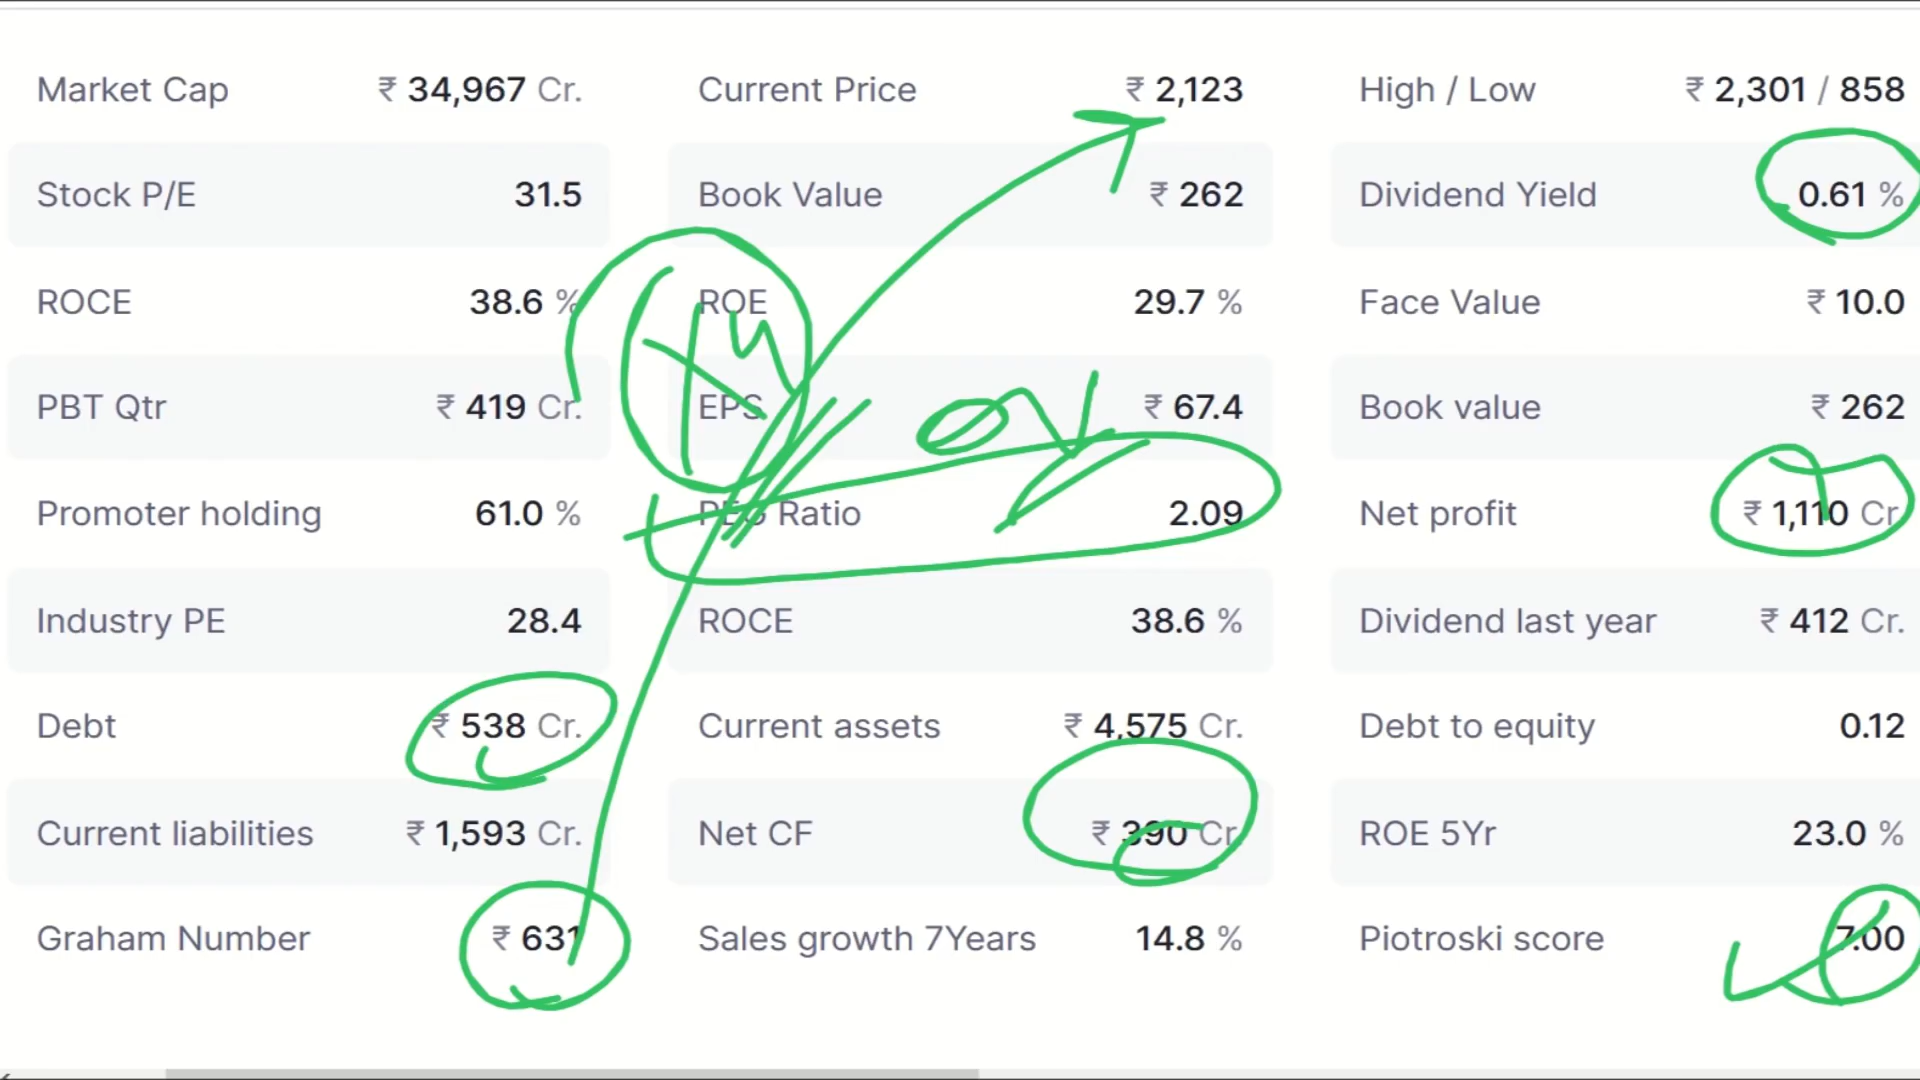 Market Cap ₹ 34,967 Cr. Current Price ₹ 2,123 High / Low ₹ 2,301 / 858
Stock P/E 31.5 Book Value ₹ 262 Dividend Yield 0.61 %
ROCE 38.6 % ROE 29.7 % Face Value ₹ 10.0
PBT Qtr ₹ 419 Cr. EPS ₹ 67.4 Book value ₹ 262
Promoter holding 61.0 % PEG Ratio 2.09 Net profit ₹ 1,110 Cr
Industry PE 28.4 ROCE 38.6 % Dividend last year ₹ 412 Cr.
Debt ₹ 538 Cr. Current assets ₹ 4,575 Cr. Debt to equity 0.12
Current liabilities ₹ 1,593 Cr. Net CF ₹ 390 Cr ROE 5Yr 23.0 %
Graham Number ₹ 631 Sales growth 7Years 14.8 % Piotroski score 7.00